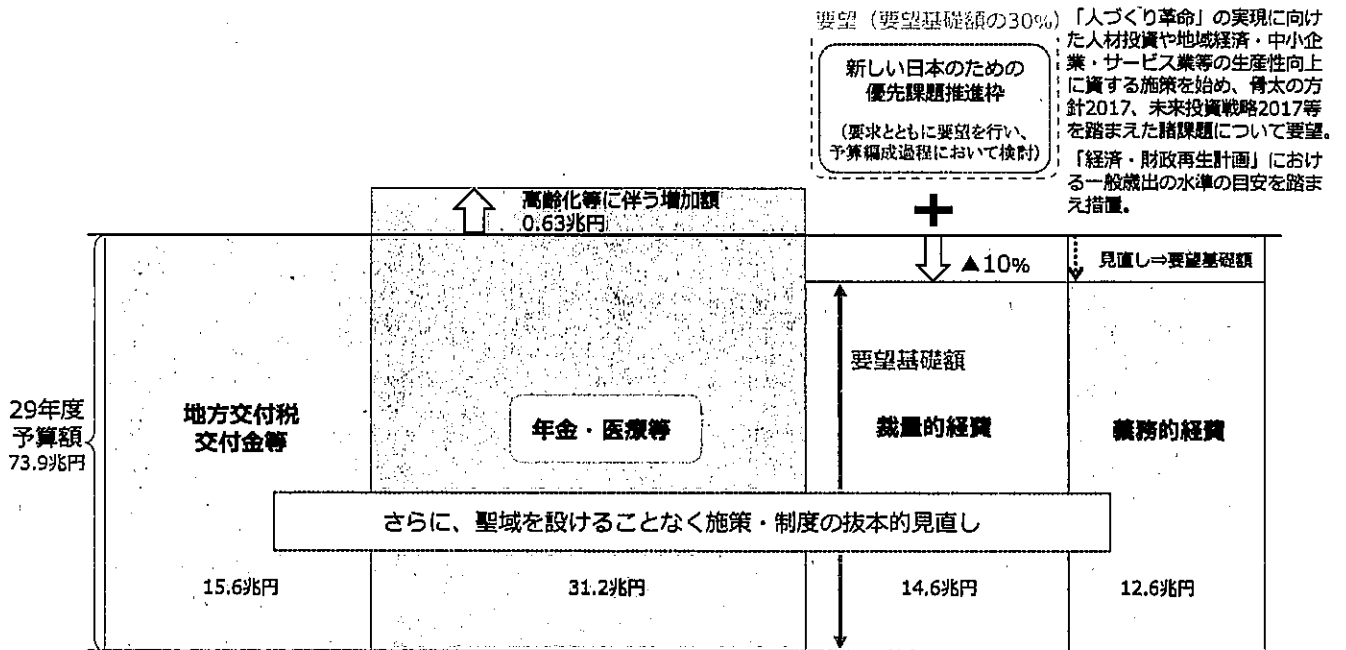 要望（要望基礎額の30%）
新しい日本のための
優先課題推進枠
（要求とともに要望を行い、
予算編成過程において検討）
「人づくり革命」の実現に向け
た人材投資や地域経済・中小企
業・サービス業等の生産性向上
に資する施策を始め、骨太の方
針2017、未来投資戦略2017等
を踏まえた諸課題について要望。
「経済・財政再生計画」におけ
る一般歳出の水準の目安を踏ま
え措置。
高齢化等に伴う増加額
0.63兆円
＋
▲10%
見直し⇒要望基礎額
要望基礎額
29年度
予算額
73.9兆円
地方交付税
交付金等
年金・医療等
裁量的経費
義務的経費
さらに、聖域を設けることなく施策・制度の抜本的見直し
15.6兆円
31.2兆円
14.6兆円
12.6兆円